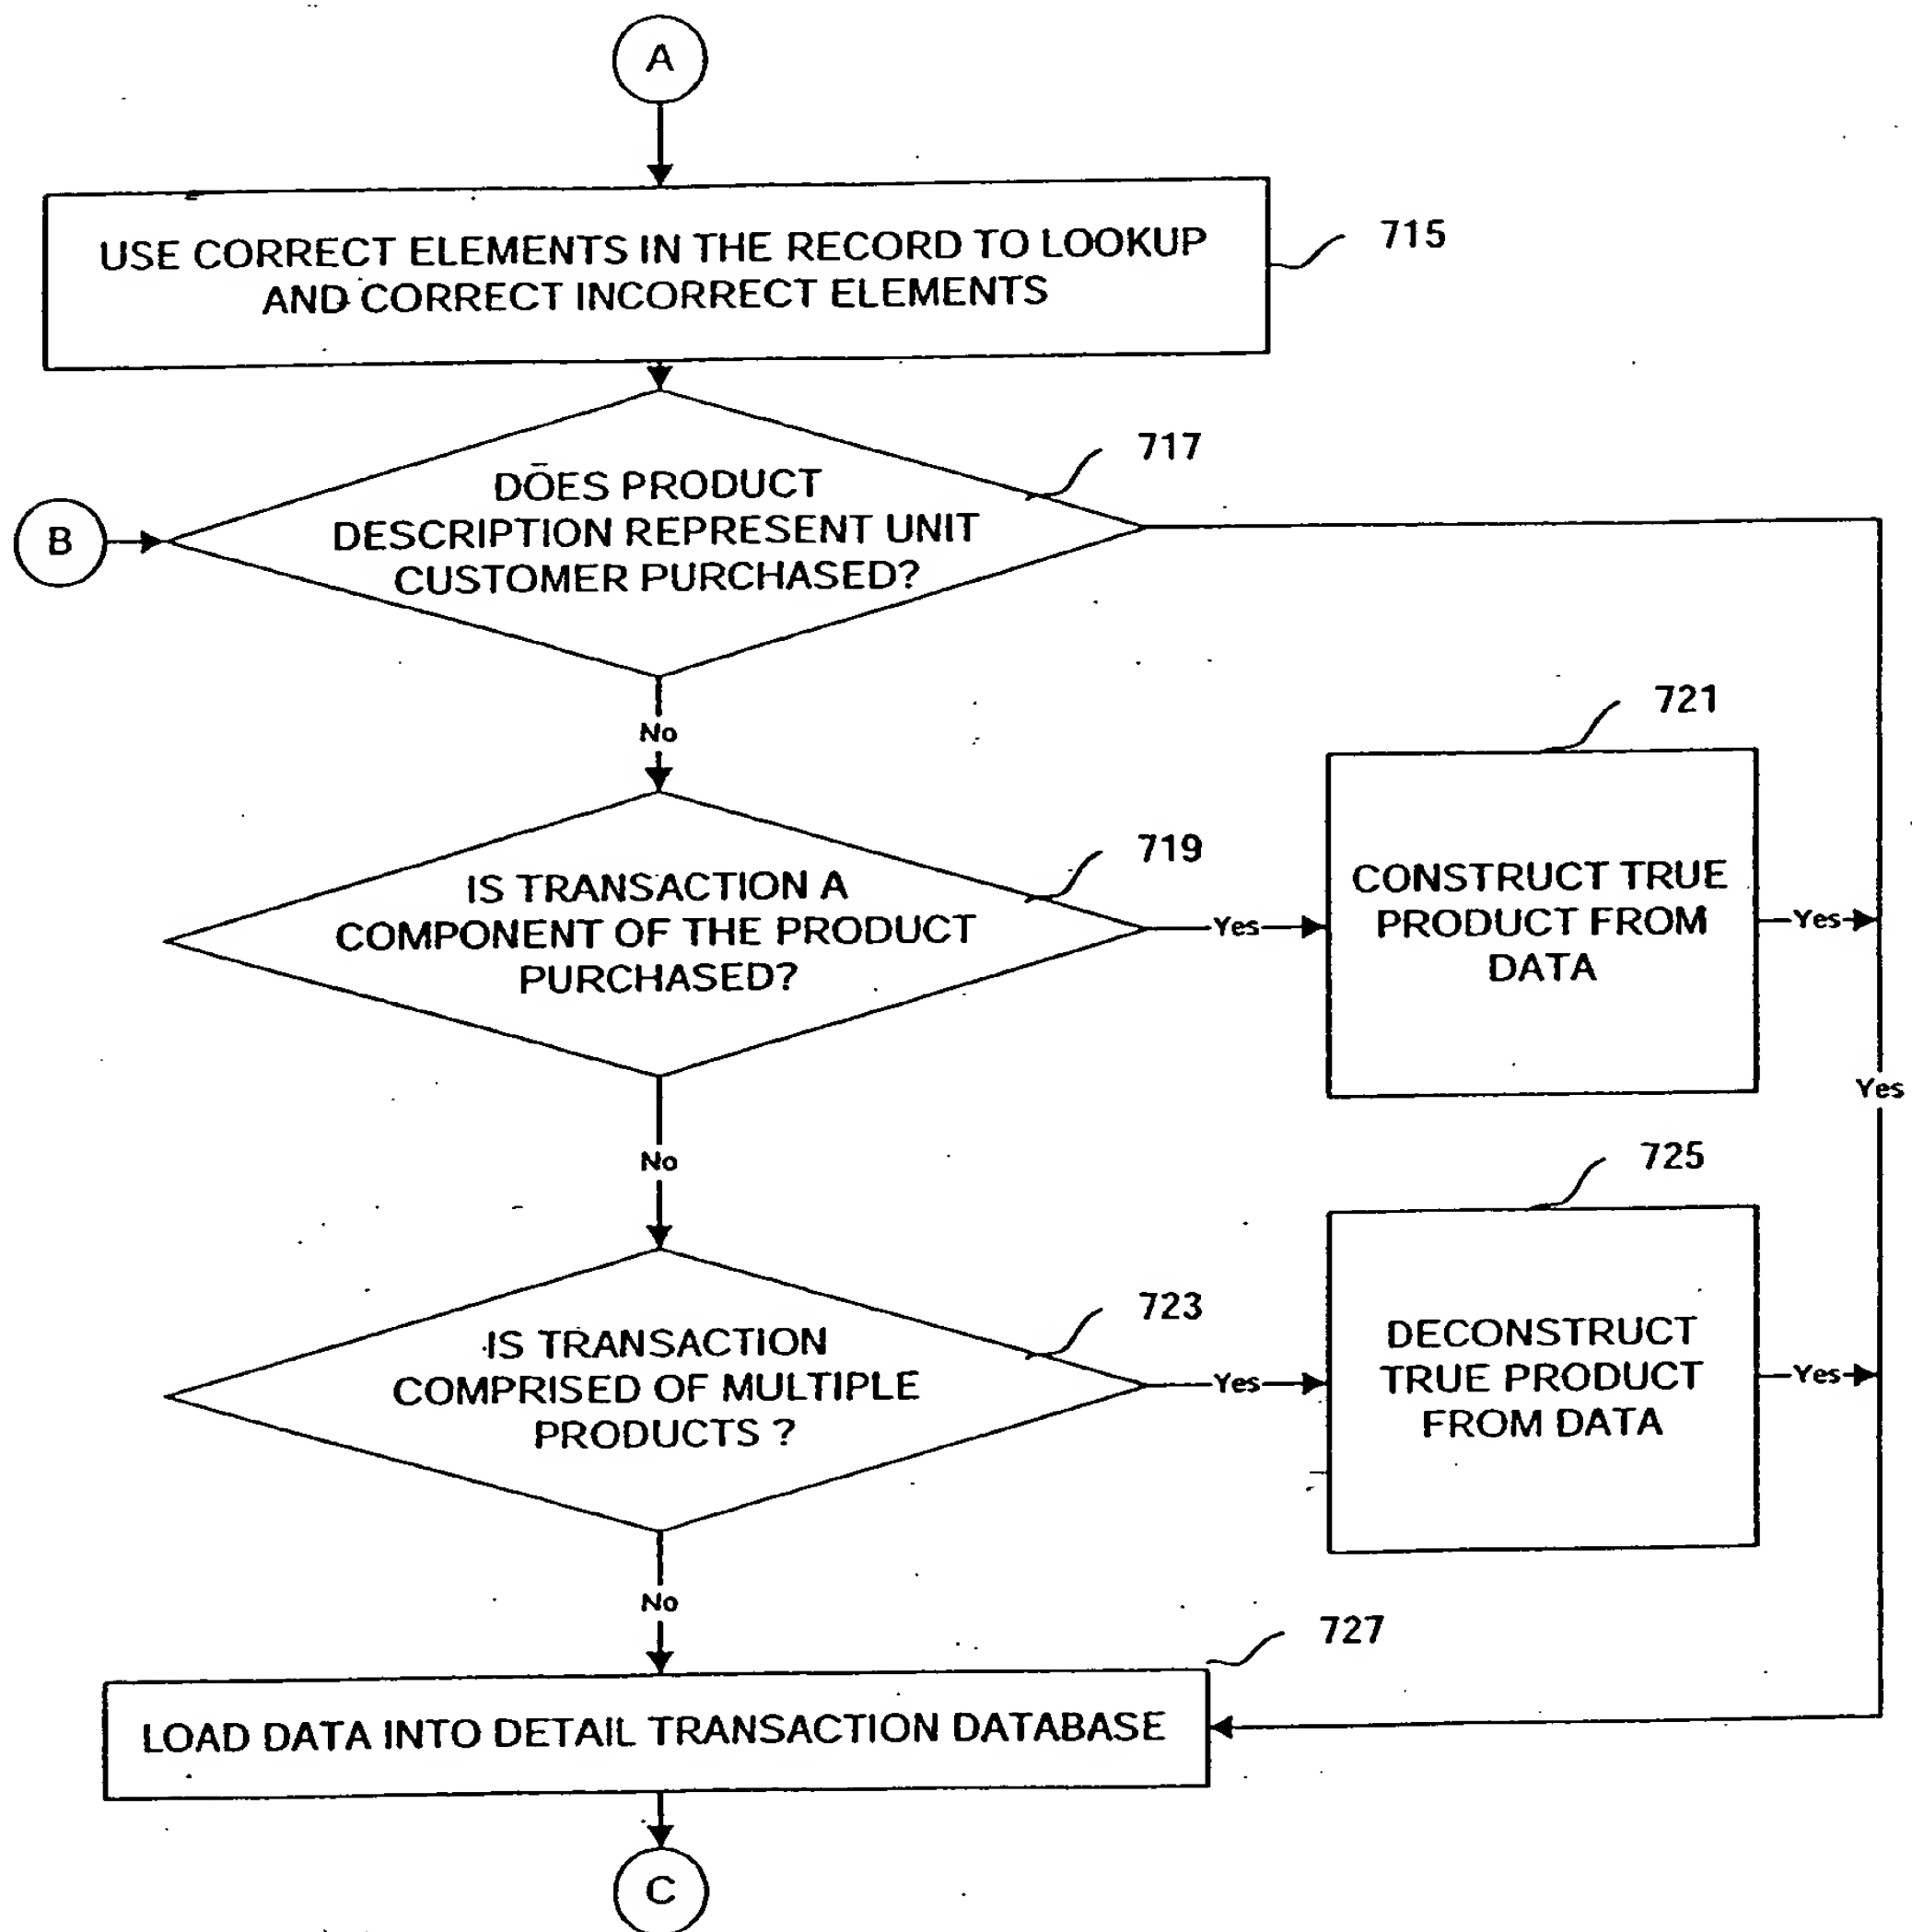 A
USE CORRECT ELEMENTS IN THE RECORD TO LOOKUP
AND CORRECT INCORRECT ELEMENTS
715
717
DOES PRODUCT
DESCRIPTION REPRESENT UNIT
CUSTOMER PURCHASED?
B
No
721
719
IS TRANSACTION A
COMPONENT OF THE PRODUCT
PURCHASED?
Yes
CONSTRUCT TRUE
PRODUCT FROM
DATA
Yes
Yes
No
725
723
IS TRANSACTION
COMPRISED OF MULTIPLE
PRODUCTS ?
Yes
DECONSTRUCT
TRUE PRODUCT
FROM DATA
Yes
No
727
LOAD DATA INTO DETAIL TRANSACTION DATABASE
C